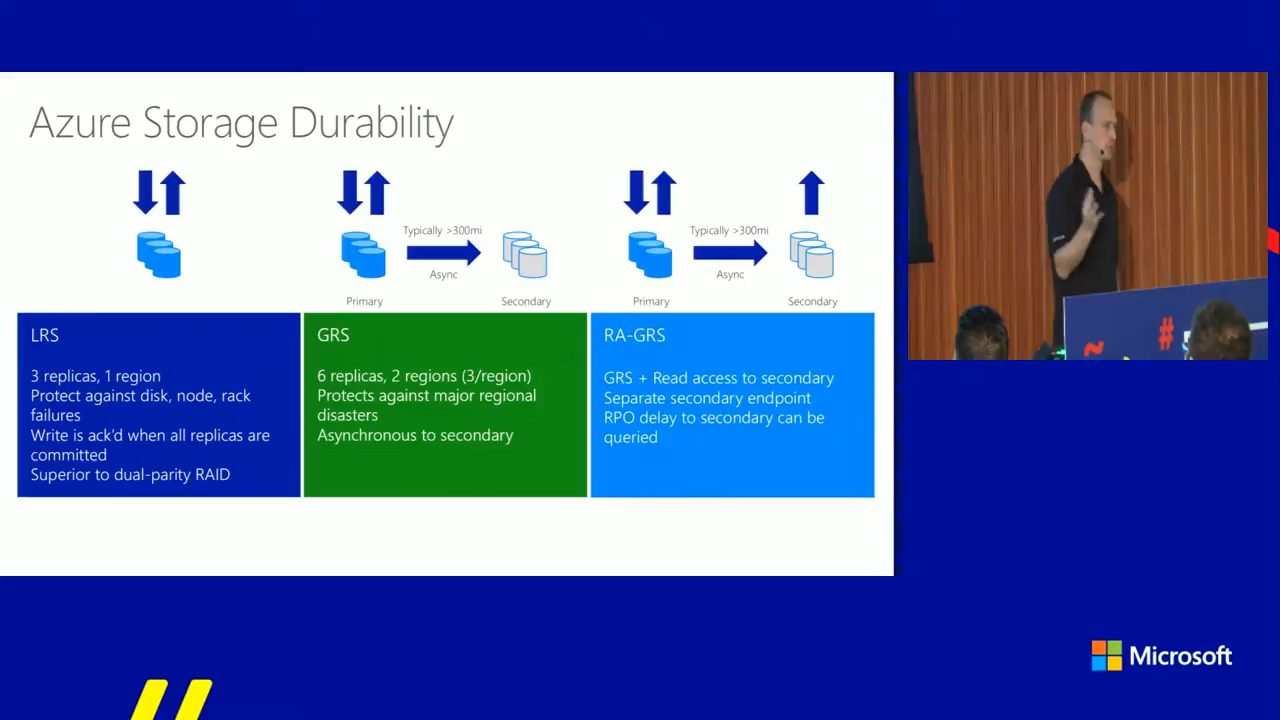 Azure Storage Durability
Typically >300mi
Async
Primary
Secondary
Typically >300mi
Async
Primary
Secondary
LRS
3 replicas, 1 region
Protect against disk, node, rack
failures
Write is ack'd when all replicas are
committed
Superior to dual-parity RAID
GRS
6 replicas, 2 regions (3/region)
Protects against major regional
disasters
Asynchronous to secondary
RA-GRS
GRS + Read access to secondary
Separate secondary endpoint
RPO delay to secondary can be
queried
~ #
Microsoft
//